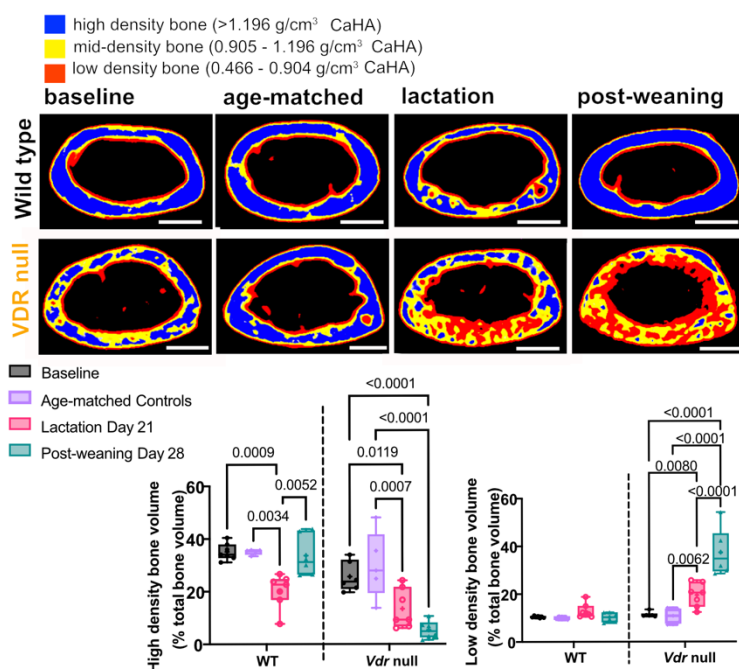 high density bone (>1.196 g/cm³ CaHA)
mid-density bone (0.905 - 1.196 g/cm³ CaHA)
low density bone (0.466 - 0.904 g/cm³ CaHA)
baseline age-matched lactation post-weaning
Wild type
VDR null
Baseline
Age-matched Controls
Lactation Day 21
Post-weaning Day 28
High density bone volume
(% total bone volume)
60
40
20
0
0.0009
0.0034
0.0052
<0.0001
<0.0001
0.0119
0.0007
WT Vdr null
Low density bone volume
(% total bone volume)
60
40
20
0
<0.0001
<0.0001
0.0080
<0.0001
0.0062
WT Vdr null